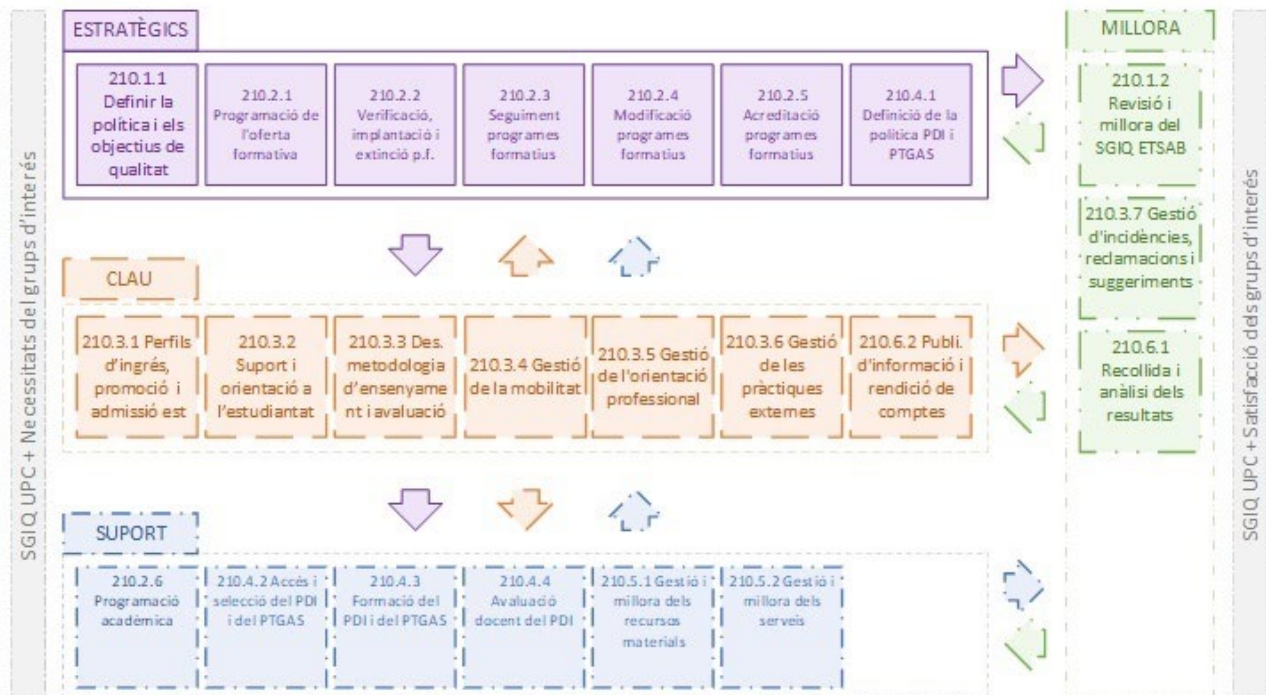 SGIQ UPC + Necessitats del grups d'interés
ESTRATÈGICS
210.1.1
Definir la
política i els
objectius de
qualitat
210.2.1
Programació de
l'oferta
formativa
210.2.2
Verificació,
implantació i
extinció p.f.
210.2.3
Seguiment
programes
formatius
210.2.4
Modificació
programes
formatius
210.2.5
Acreditació
programes
formatius
210.4.1
Definició de la
política PDI i
PTGAS
CLAU
210.3.1 Perfils
d'ingrés,
promoció i
admissió est
210.3.2
Suport i
orientació a
l'estudiantat
210.3.3 Des.
metodologia
d'ensenyame
nt i avaluació
210.3.4 Gestió
de la mobilitat
210.3.5 Gestió
de l'orientació
professional
210.3.6 Gestió
de les
pràctiques
externes
210.6.2 Publi.
d'informació i
rendició de
comptes
SUPORT
210.2.6
Programació
acadèmica
210.4.2 Accés i
selecció del PDI
i del PTGAS
210.4.3
Formació del
PDI i del PTGAS
210.4.4
Avaluació
docent del PDI
210.5.1 Gestió i
millora dels
recursos
materials
210.5.2 Gestió i
millora dels
serveis
MILLORA
210.1.2
Revisió i
millora del
SGIQ ETSAB
210.3.7 Gestió
d'incidències,
reclamacions i
suggeriments
210.6.1
Recollida i
anàlisi dels
resultats
SGIQ UPC + Satisfacció dels grups d'interés